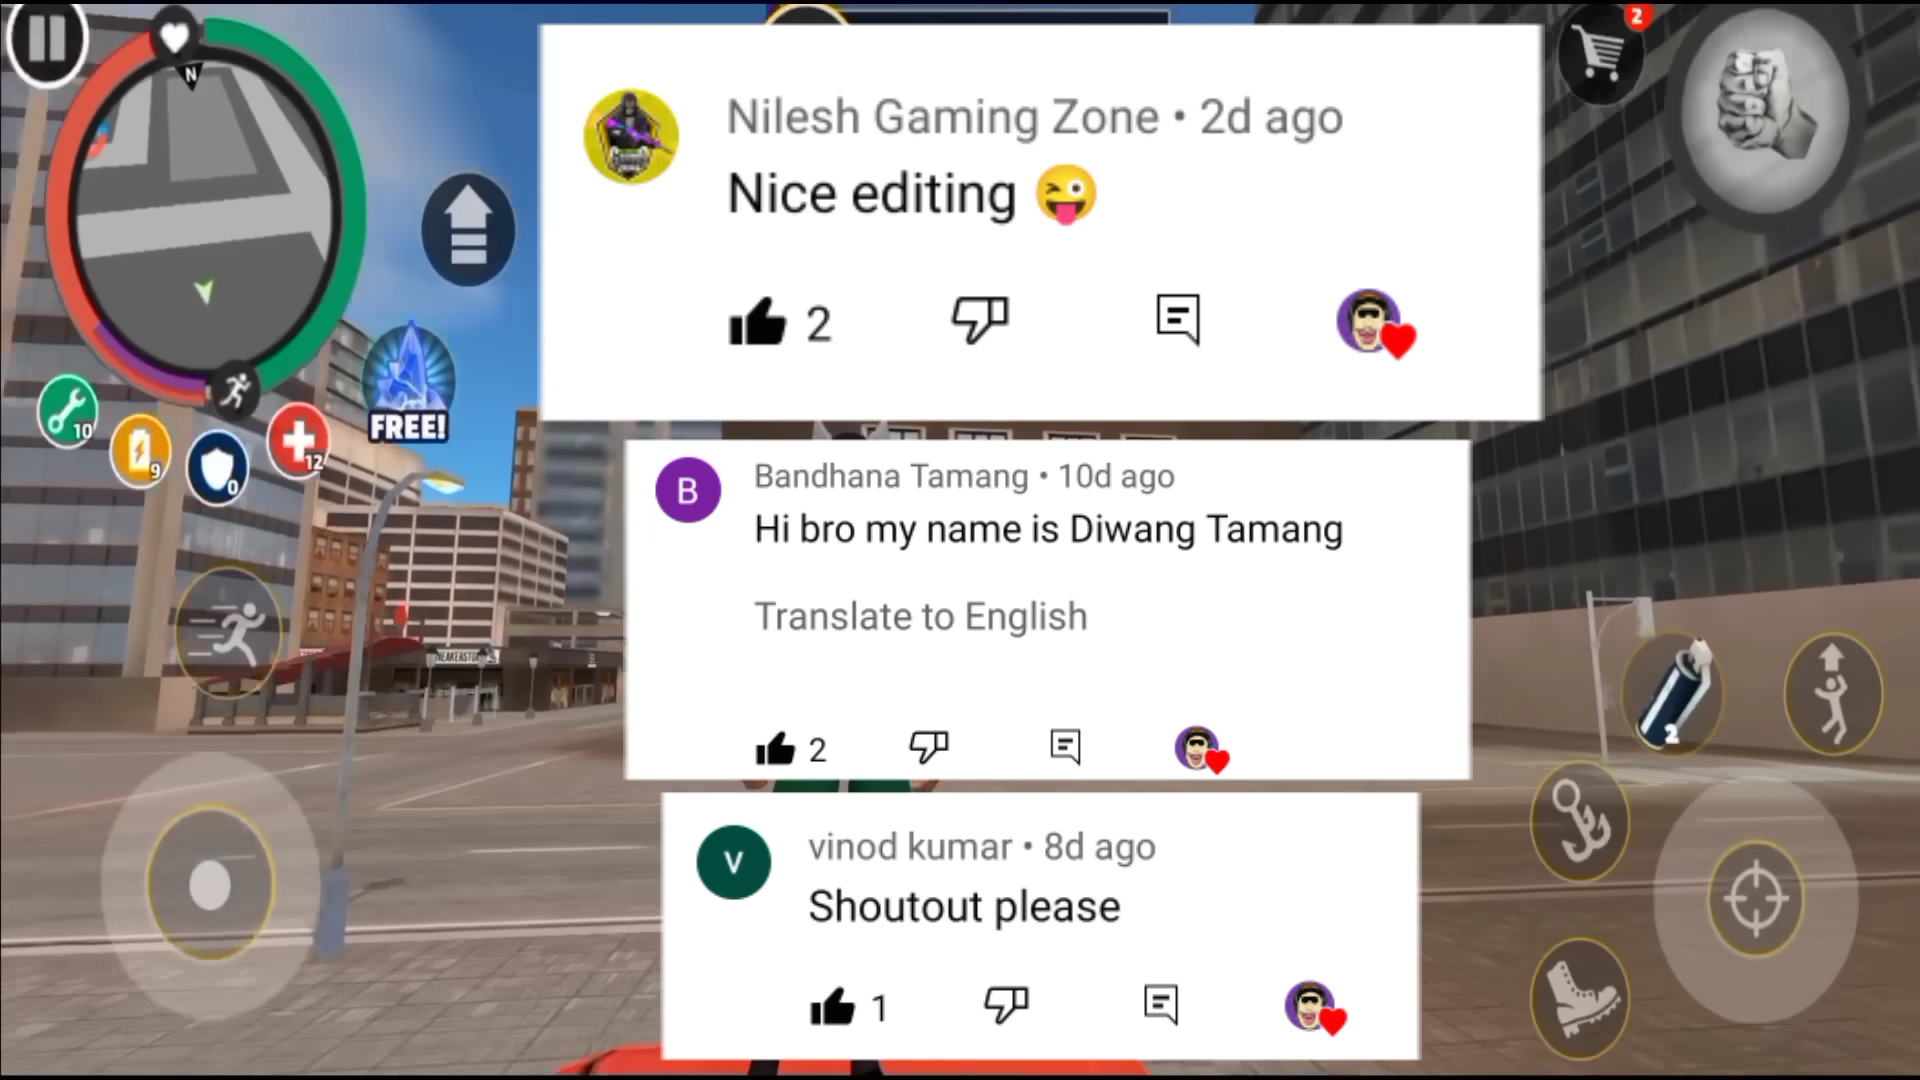 2
N
Nilesh Gaming Zone • 2d ago
Nice editing 😜
2
FREE!
10
9
0
12
B
Bandhana Tamang • 10d ago
Hi bro my name is Diwang Tamang
Translate to English
2
2
V
vinod kumar • 8d ago
Shoutout please
1